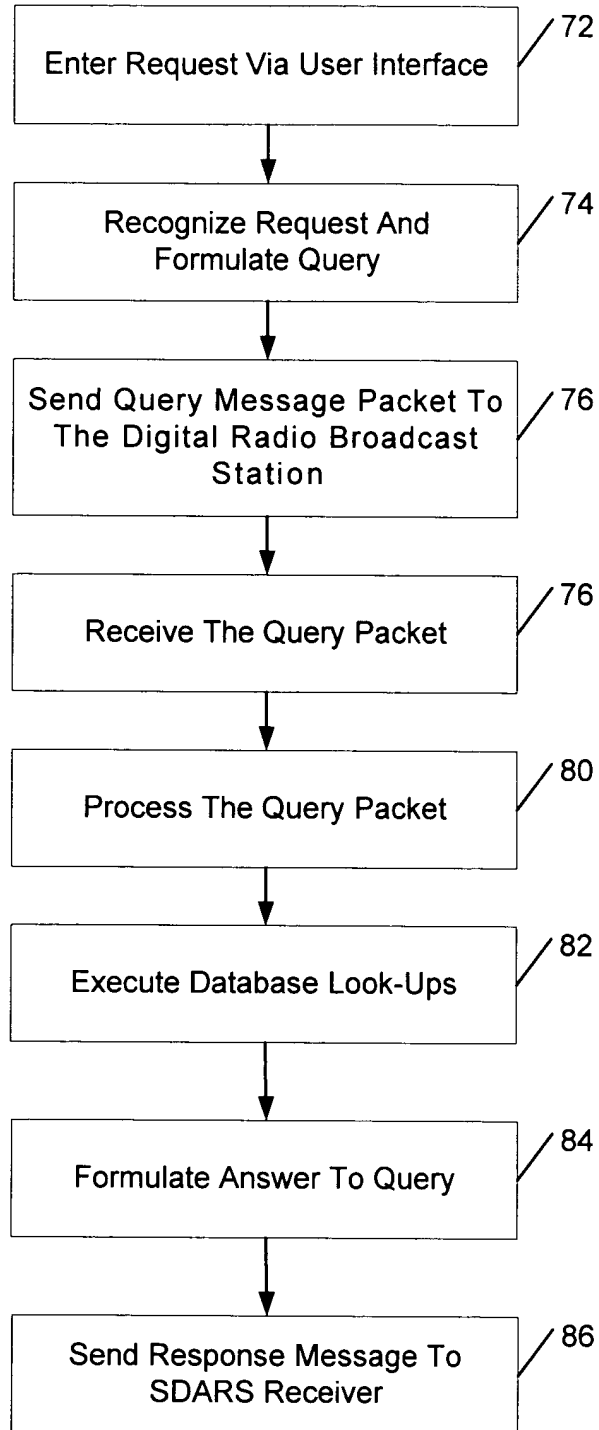 72
Enter Request Via User Interface
74
Recognize Request And
Formulate Query
76
Send Query Message Packet To
The Digital Radio Broadcast
Station
76
Receive The Query Packet
80
Process The Query Packet
82
Execute Database Look-Ups
84
Formulate Answer To Query
86
Send Response Message To
SDARS Receiver